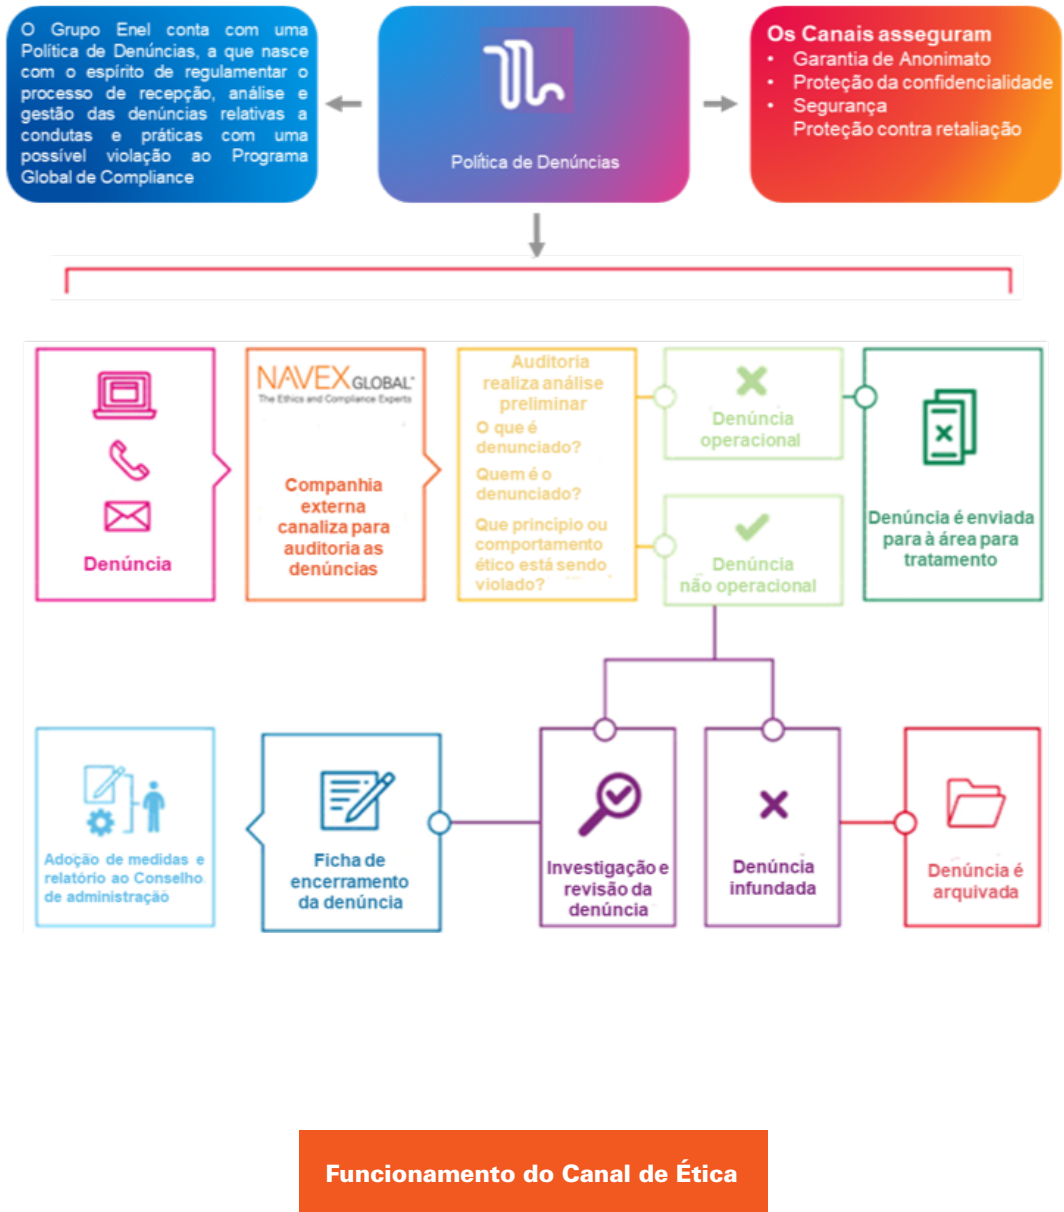 O Grupo Enel conta com uma
Política de Denúncias, a que nasce
com o espírito de regulamentar o
processo de recepção, análise e
gestão das denúncias relativas a
condutas e práticas com uma
possível violação ao Programa
Global de Compliance
Política de Denúncias
Os Canais asseguram
• Garantia de Anonimato
• Proteção da confidencialidade
• Segurança
Proteção contra retaliação
Denúncia
NAVEX GLOBAL
The Ethics and Compliance Experts
Companhia
externa
canaliza para
auditoria as
denúncias
Auditoria
realiza análise
preliminar
O que é
denunciado?
Quem é o
denunciado?
Que princípio ou
comportamento
ético está sendo
violado?
Denúncia
operacional
Denúncia
não operacional
Denúncia é enviada
para à área para
tratamento
Adoção de medidas e
relatório ao Conselho
de administração
Ficha de
encerramento
da denúncia
Investigação e
revisão da
denúncia
Denúncia
infundada
Denúncia é
arquivada
Funcionamento do Canal de Ética